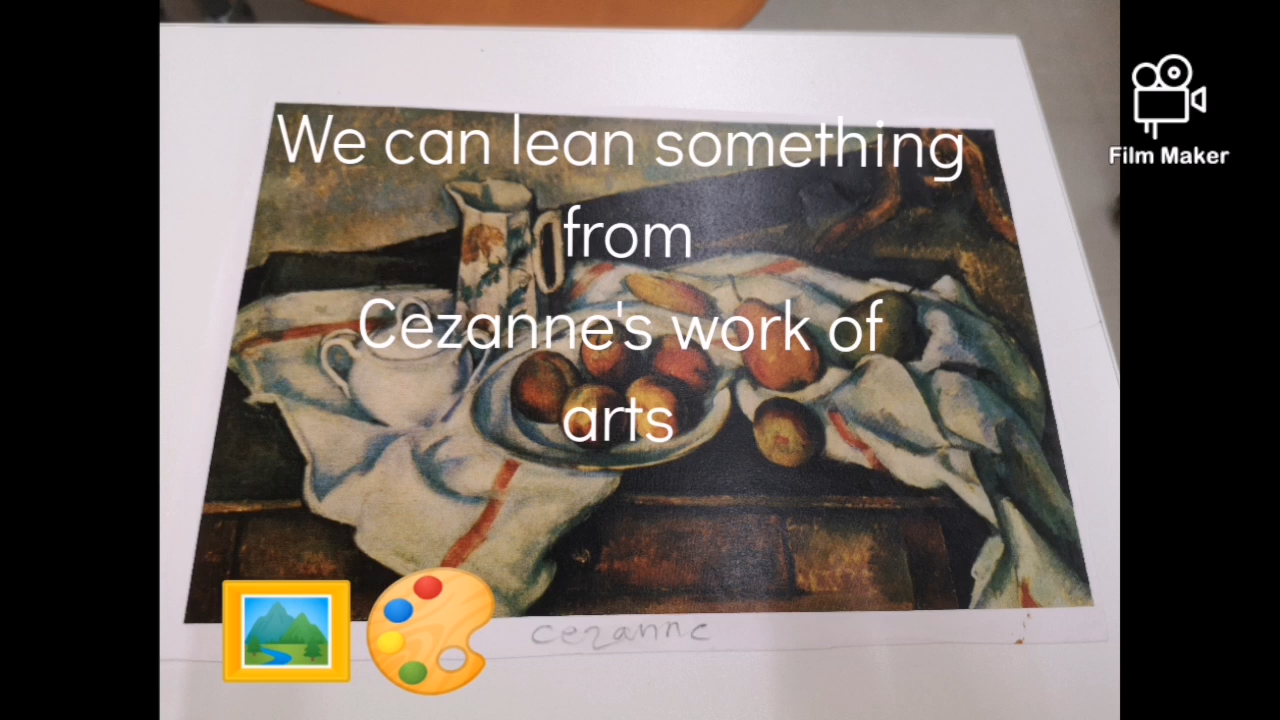 We can lean something
from
Cezanne's work of
arts
Film Maker
cezanne